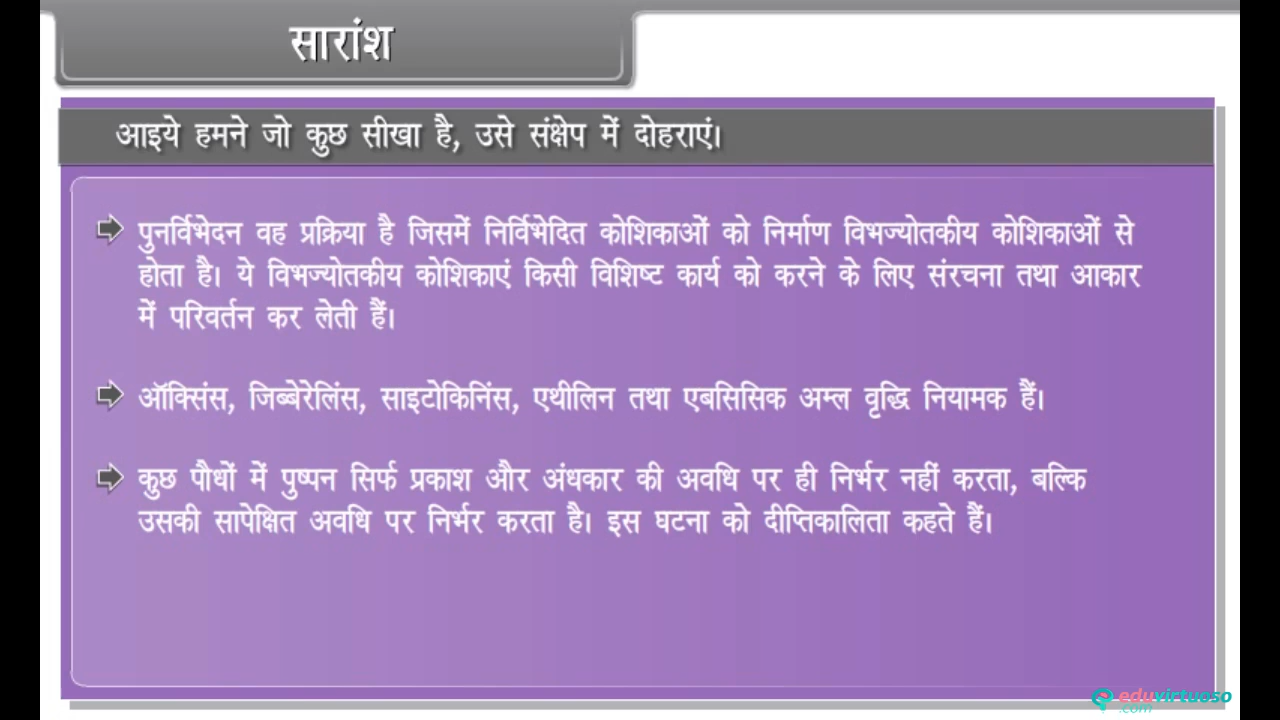 सारांश
आइये हमने जो कुछ सीखा है, उसे संक्षेप में दोहराएं।
पुनर्विभेदन वह प्रक्रिया है जिसमें निर्विभेदित कोशिकाओं को निर्माण विभज्योतकीय कोशिकाओं से
होता है। ये विभज्योतकीय कोशिकाएं किसी विशिष्ट कार्य को करने के लिए संरचना तथा आकार
में परिवर्तन कर लेती हैं।
ऑक्सिंस, जिब्बेरेलिंस, साइटोकिनिंस, एथीलिन तथा एबसिसिक अम्ल वृद्धि नियामक हैं।
कुछ पौधों में पुष्पन सिर्फ प्रकाश और अंधकार की अवधि पर ही निर्भर नहीं करता, बल्कि
उसकी सापेक्षित अवधि पर निर्भर करता है। इस घटना को दीप्तिकालिता कहते हैं।
eduvirtuoso
.com